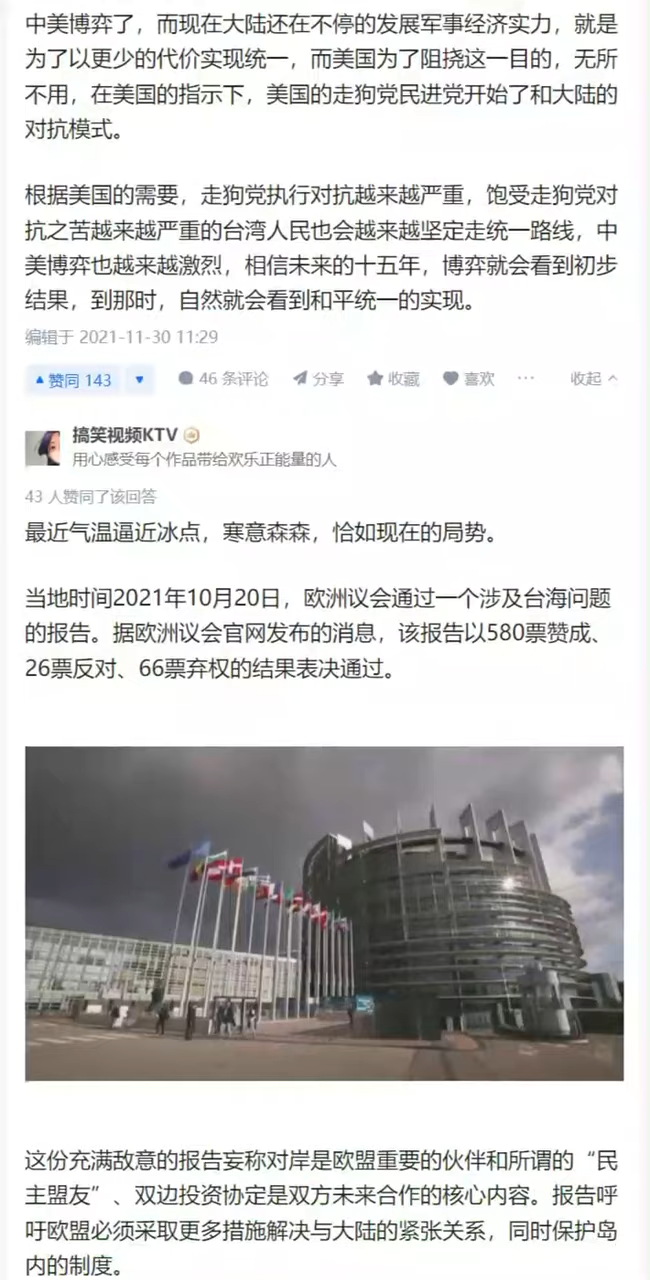 中美博弈了，而现在大陆还在不停的发展军事经济实力，就是
为了以更少的代价实现统一，而美国为了阻挠这一目的，无所
不用，在美国的指示下，美国的走狗党民进党开始了和大陆的
对抗模式。
根据美国的需要，走狗党执行对抗越来越严重，饱受走狗党对
抗之苦越来越严重的台湾人民也会越来越坚定走统一路线，中
美博弈也越来越激烈，相信未来的十五年，博弈就会看到初步
结果，到那时，自然就会看到和平统一的实现。
编辑于 2021-11-30 11:29
赞同 143 46 条评论 分享 收藏 喜欢 ··· 收起
搞笑视频KTV
用心感受每个作品带给欢乐正能量的人
43 人赞同了该回答
最近气温逼近冰点，寒意森森，恰如现在的局势。
当地时间2021年10月20日，欧洲议会通过一个涉及台海问题
的报告。据欧洲议会官网发布的消息，该报告以580票赞成、
26票反对、66票弃权的结果表决通过。
这份充满敌意的报告妄称对岸是欧盟重要的伙伴和所谓的“民
主盟友”、双边投资协定是双方未来合作的核心内容。报告呼
吁欧盟必须采取更多措施解决与大陆的紧张关系，同时保护岛
内的制度。